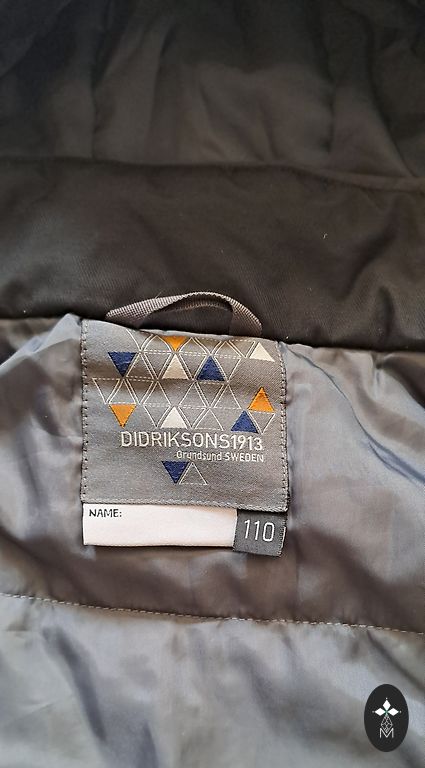 DIDRIKSONS1913
Grundsund SWEDEN
NAME:
110
M